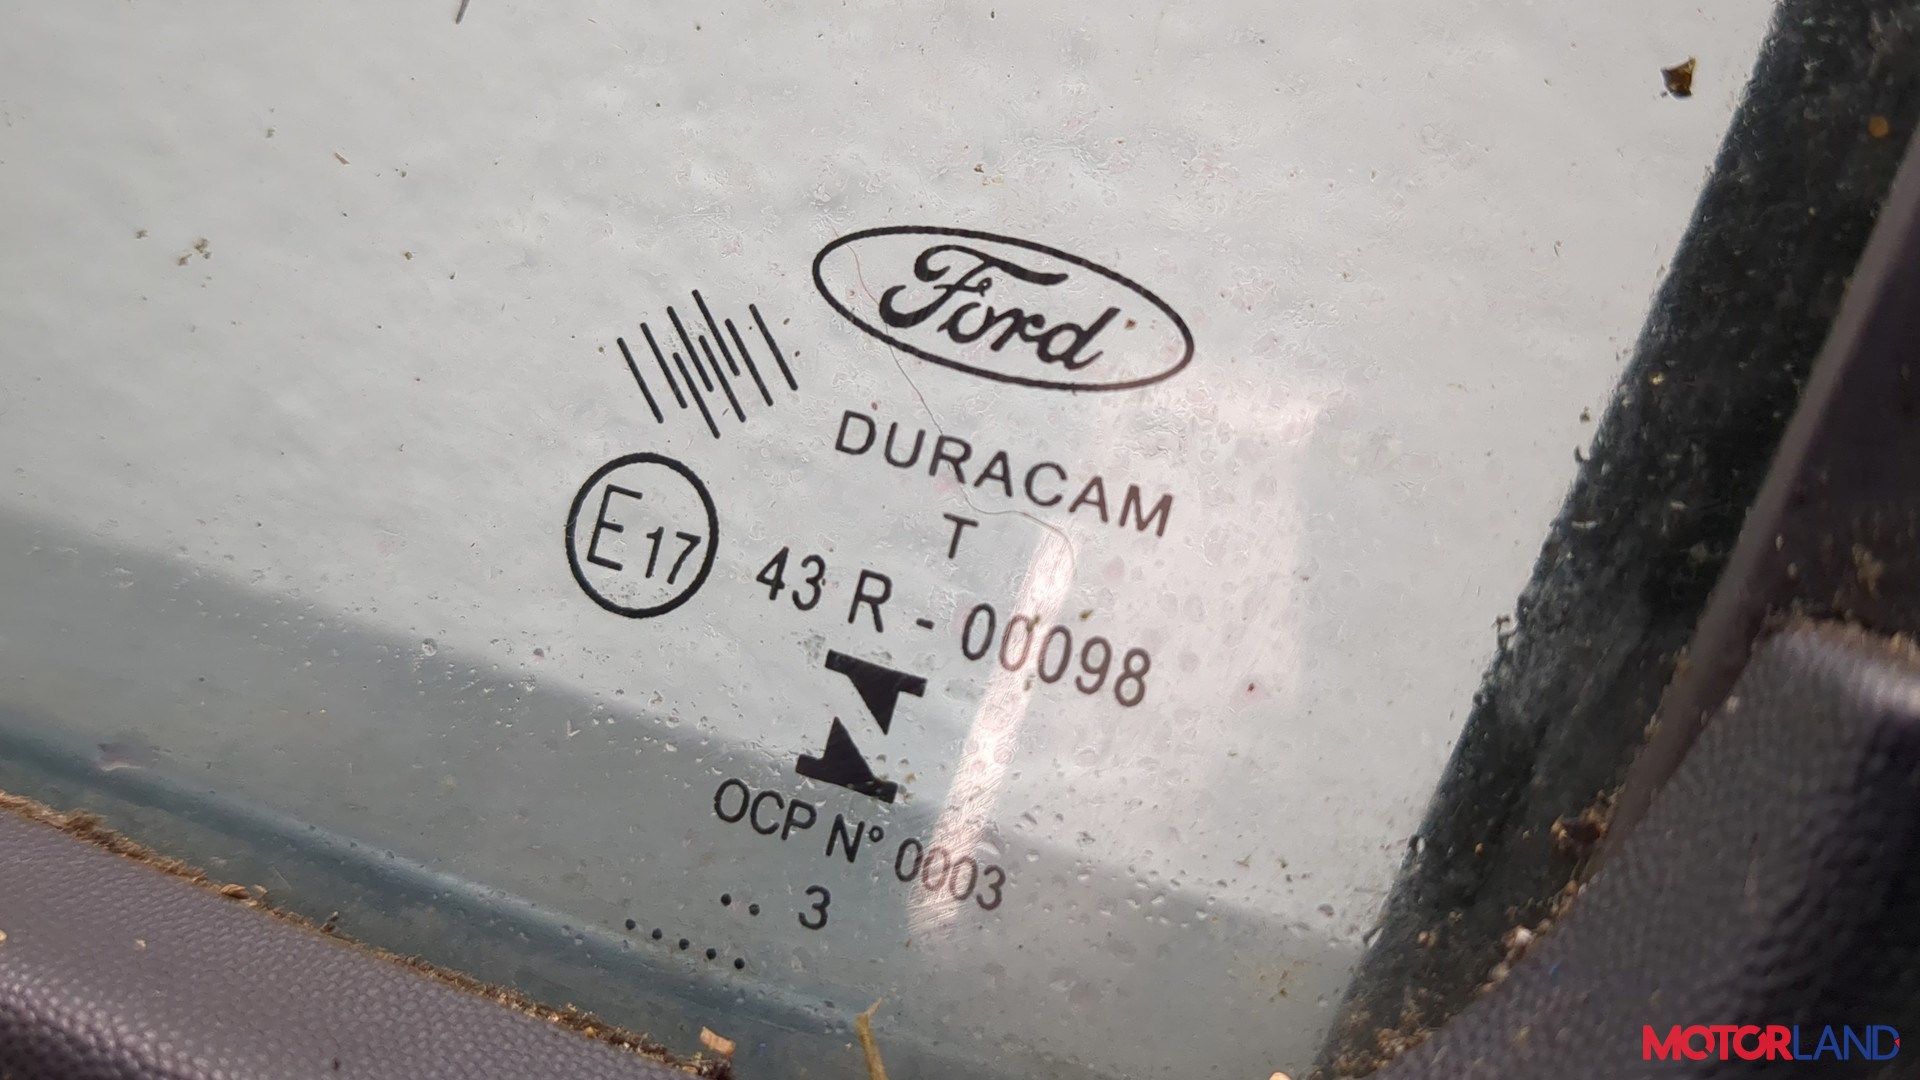 Ford
DURACAM
T
E17 43 R - 00098
OCP N° 0003
.. 3
.....
MOTORLAND